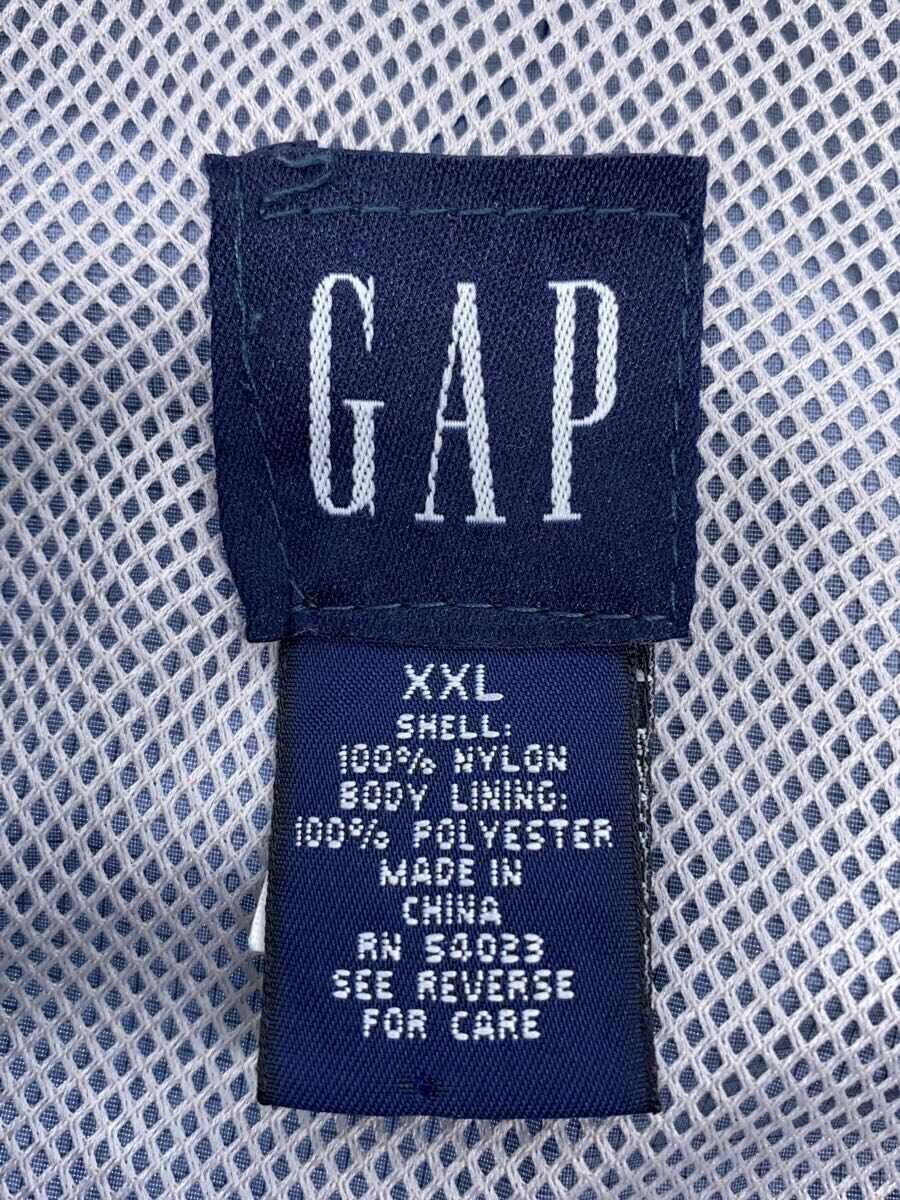 GAP
XXL
SHELL:
100% NYLON
BODY LINING:
100% POLYESTER
MADE IN
CHINA
RN 54023
SEE REVERSE
FOR CARE